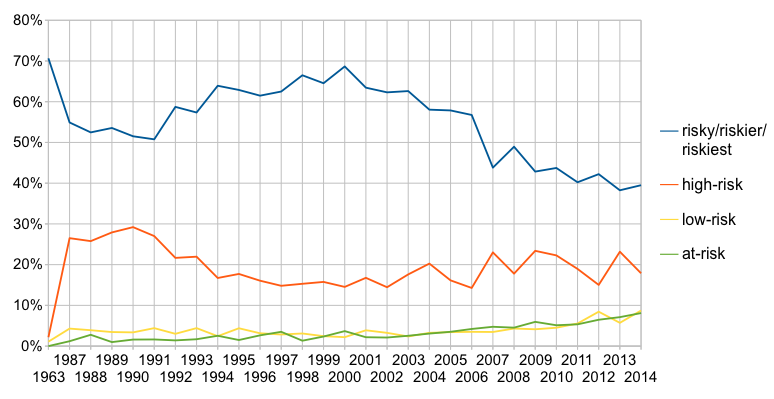 80%
70%
60%
50%
40%
30%
20%
10%
0%
risky/riskier/
riskiest
high-risk
low-risk
at-risk
1987 1989 1991 1993 1995 1997 1999 2001 2003 2005 2007 2009 2011 2013
1963 1988 1990 1992 1994 1996 1998 2000 2002 2004 2006 2008 2010 2012 2014